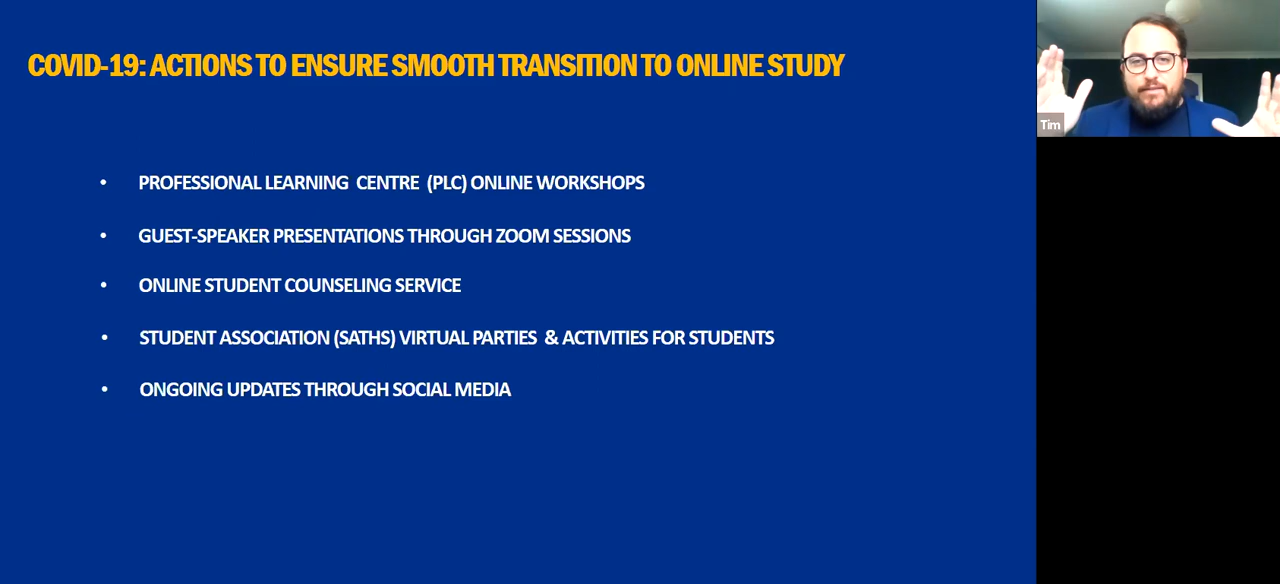 COVID-19: ACTIONS TO ENSURE SMOOTH TRANSITION TO ONLINE STUDY
• PROFESSIONAL LEARNING CENTRE (PLC) ONLINE WORKSHOPS
• GUEST-SPEAKER PRESENTATIONS THROUGH ZOOM SESSIONS
• ONLINE STUDENT COUNSELING SERVICE
• STUDENT ASSOCIATION (SATHS) VIRTUAL PARTIES & ACTIVITIES FOR STUDENTS
• ONGOING UPDATES THROUGH SOCIAL MEDIA
Tim